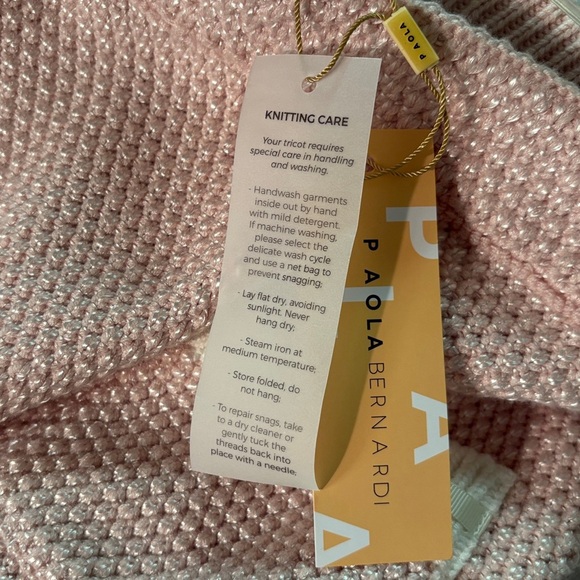 PAOLA
KNITTING CARE
Your tricot requires
special care in handling
and washing.
- Handwash garments
inside out by hand
with mild detergent.
If machine washing,
please select the
delicate wash cycle
and use a net bag to
prevent snagging;
- Lay flat dry, avoiding
sunlight. Never
hang dry;
- Steam iron at
medium temperature;
- Store folded, do
not hang;
- To repair snags, take
to a dry cleaner or
gently tuck the
threads back into
place with a needle;
PAOLABERNARDI
P
A
A